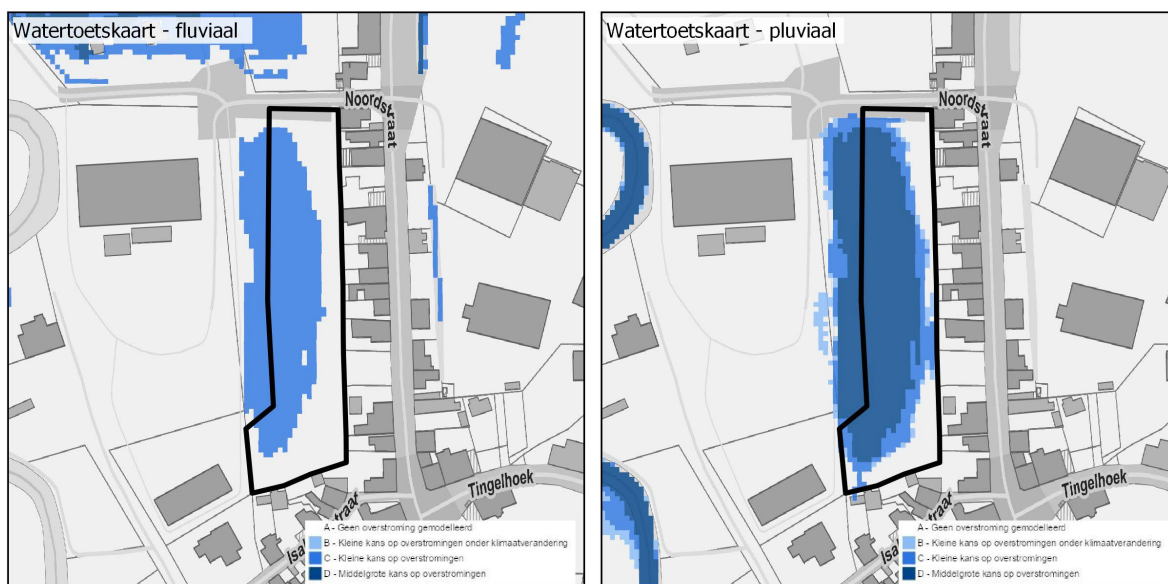 Watertoetskaart - fluviaal
Noordstraat
Tingelhoek
A - Geen overstroming gemodelleerd
B - Kleine kans op overstromingen onder klimaatverandering
C - Kleine kans op overstromingen
D - Middelgrote kans op overstromingen
Watertoetskaart - pluviaal
Noordstraat
Tingelhoek
A - Geen overstroming gemodelleerd
B - Kleine kans op overstromingen onder klimaatverandering
C - Kleine kans op overstromingen
D - Middelgrote kans op overstromingen